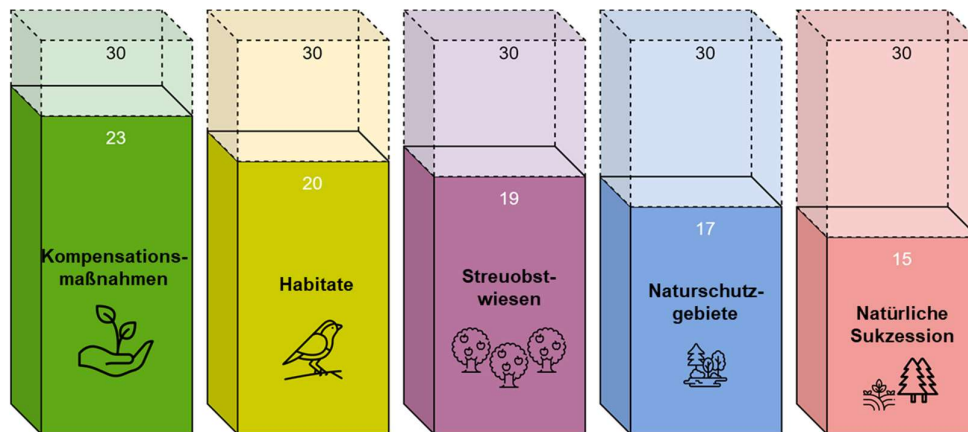 30
30
30
30
30
23
20
19
17
15
Kompensations-
maßnahmen
Habitate
Streuobst-
wiesen
Naturschutz-
gebiete
Natürliche
Sukzession